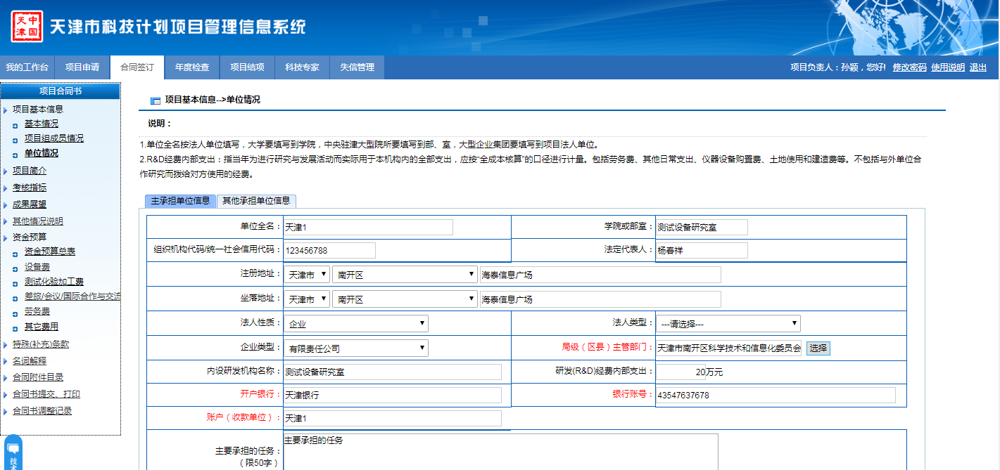 中国
天津
天津市科技计划项目管理信息系统
我的工作台 项目申请 合同签订 年度检查 项目结项 科技专家 失信管理 项目负责人：孙颖，您好! 修改密码 使用说明 退出
项目合同书
项目基本信息
基本情况
项目组成员情况
单位情况
项目简介
考核指标
成果展望
其他情况说明
资金预算
资金预算总表
设备费
测试化验加工费
差旅/会议/国际合作与交流
劳务费
其它费用
特殊(补充)条款
名词解释
合同附件目录
合同书提交、打印
合同书调整记录
技术
项目基本信息-->单位情况
说明：
1.单位全名按法人单位填写，大学要填写到学院，中央驻津大型院所要填写到部、室，大型企业集团要填写到项目法人单位。
2.R&D经费内部支出：指当年为进行研究与发展活动而实际用于本机构内的全部支出，应按“全成本核算”的口径进行计量。包括劳务费、其他日常支出、仪器设备购置费、土地使用和建造费等。不包括与外单位合
作研究而拨给对方使用的经费。
主承担单位信息 其他承担单位信息
单位全名： 天津1 学院或部室： 测试设备研究室
组织机构代码/统一社会信用代码： 123456788 法定代表人： 杨春祥
注册地址： 天津市 南开区 海泰信息广场
坐落地址： 天津市 南开区 海泰信息广场
法人性质： 企业 法人类型： ---请选择---
企业类型： 有限责任公司 局级（区县）主管部门： 天津市南开区科学技术和信息化委员会 选择
内设研发机构名称： 测试设备研究室 研发(R&D)经费内部支出： 20万元
开户银行： 天津银行 银行账号： 43547637678
账户（收款单位）： 天津1
主要承担的任务： 主要承担的任务
（限50字）